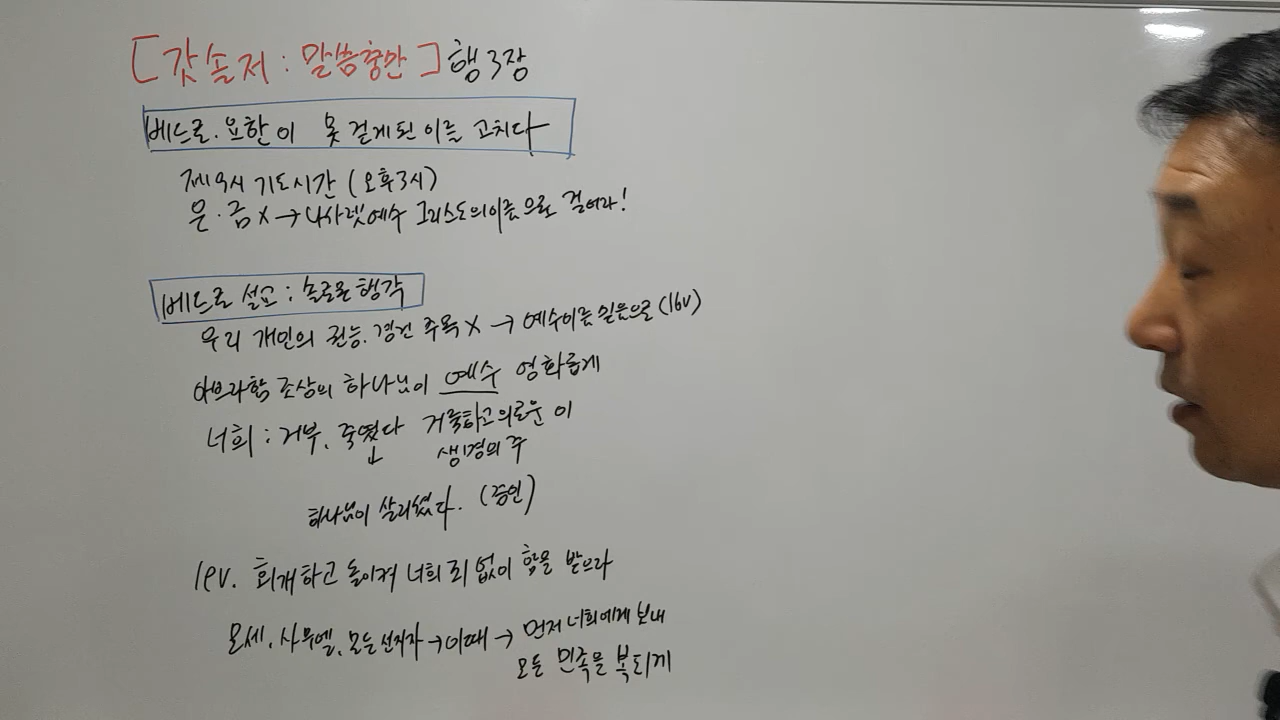 [갓솔저 : 말씀충만] 행3장
베드로.요한이 못 걷게된 이를 고치다
제9시 기도시간 (오후3시)
은.금 X → 나사렛예수 그리스도의이름으로 걸어라!
베드로 설교 : 솔로몬 행각
우리 개인의 권능.경건 주목 X → 예수이름 믿음으로 (16v)
아브라함 조상의 하나님이 예수 영화롭게
너희 : 거부. 죽였다 거룩하고의로운 이
생명의 주
하나님이 살리셨다. (증인)
19v. 회개하고 돌이켜 너희 죄 없이 함을 받으라
모세. 사무엘. 모든 선지자 → 이때 → 먼저 너희에게 보내
모든 민족을 복되게